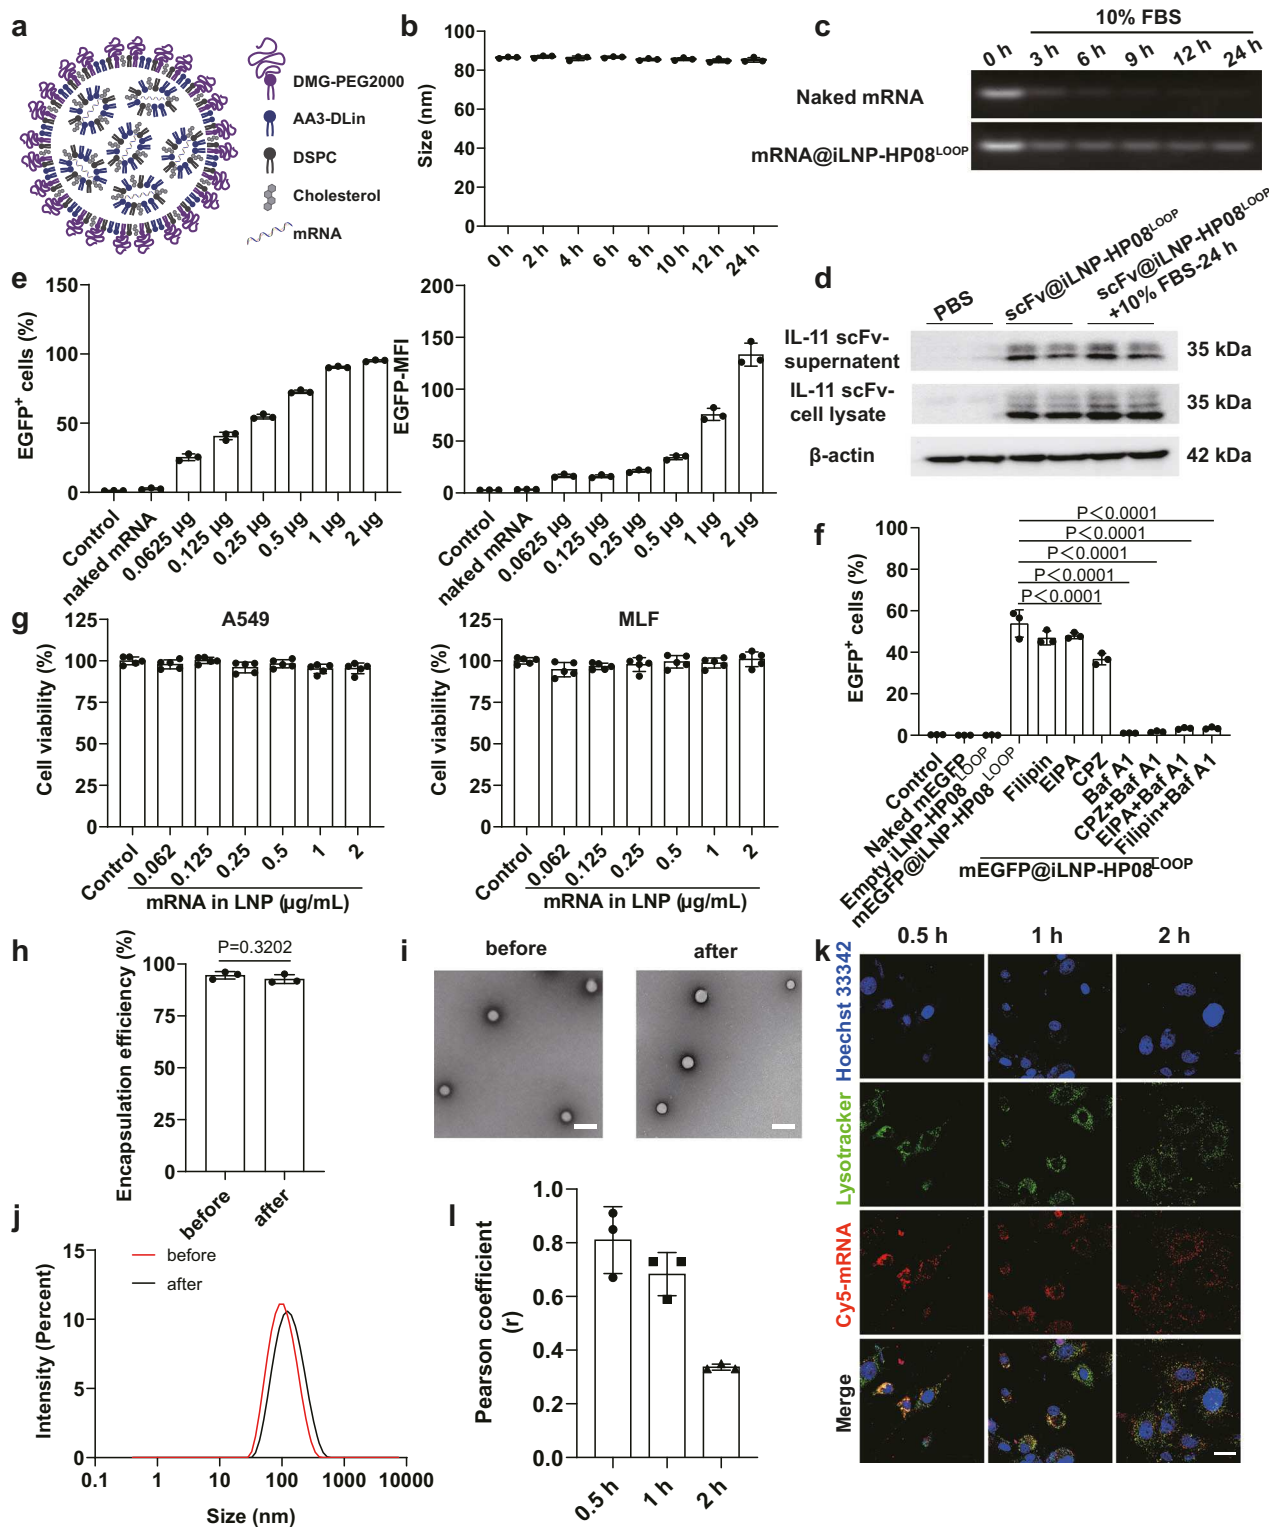 a
DMG-PEG2000
AA3-DLin
DSPC
Cholesterol
mRNA
b
Size (nm)
100
80
60
40
20
0
0 h
2 h
4 h
6 h
8 h
10 h
12 h
24 h
c
10% FBS
0 h
3 h
6 h
9 h
12 h
24 h
Naked mRNA
mRNA@iLNP-HP08LOOP
d
PBS
scFv@iLNP-HP08LOOP
scFv@iLNP-HP08LOOP
+10% FBS-24 h
IL-11 scFv-
supernatent
35 kDa
IL-11 scFv-
cell lysate
35 kDa
β-actin
42 kDa
e
EGFP+ cells (%)
150
100
50
0
Control
naked mRNA
0.0625 µg
0.125 µg
0.25 µg
0.5 µg
1 µg
2 µg
EGFP-MFI
200
150
100
50
0
Control
naked mRNA
0.0625 µg
0.125 µg
0.25 µg
0.5 µg
1 µg
2 µg
f
EGFP+ cells (%)
100
80
60
40
20
0
P<0.0001
P<0.0001
P<0.0001
P<0.0001
P<0.0001
Control
Naked mEGFP
Empty iLNP-HP08LOOP
mEGFP@iLNP-HP08LOOP
Filipin
EIPA
CPZ
Baf A1
CPZ+Baf A1
EIPA+Baf A1
Filipin+Baf A1
mEGFP@iLNP-HP08LOOP
g
A549
Cell viability (%)
125
100
75
50
25
0
Control
0.062
0.125
0.25
0.5
1
2
mRNA in LNP (µg/mL)
MLF
Cell viability (%)
125
100
75
50
25
0
Control
0.062
0.125
0.25
0.5
1
2
mRNA in LNP (µg/mL)
h
P=0.3202
Encapsulation efficiency (%)
100
75
50
25
0
before
after
i
before
after
j
before
after
Intensity (Percent)
15
10
5
0
0.1
1
10
100
1000
10000
Size (nm)
k
0.5 h
1 h
2 h
Hoechst 33342
Lysotracker
Cy5-mRNA
Merge
l
Pearson coefficient
(r)
1.0
0.8
0.6
0.4
0.2
0.0
0.5 h
1 h
2 h